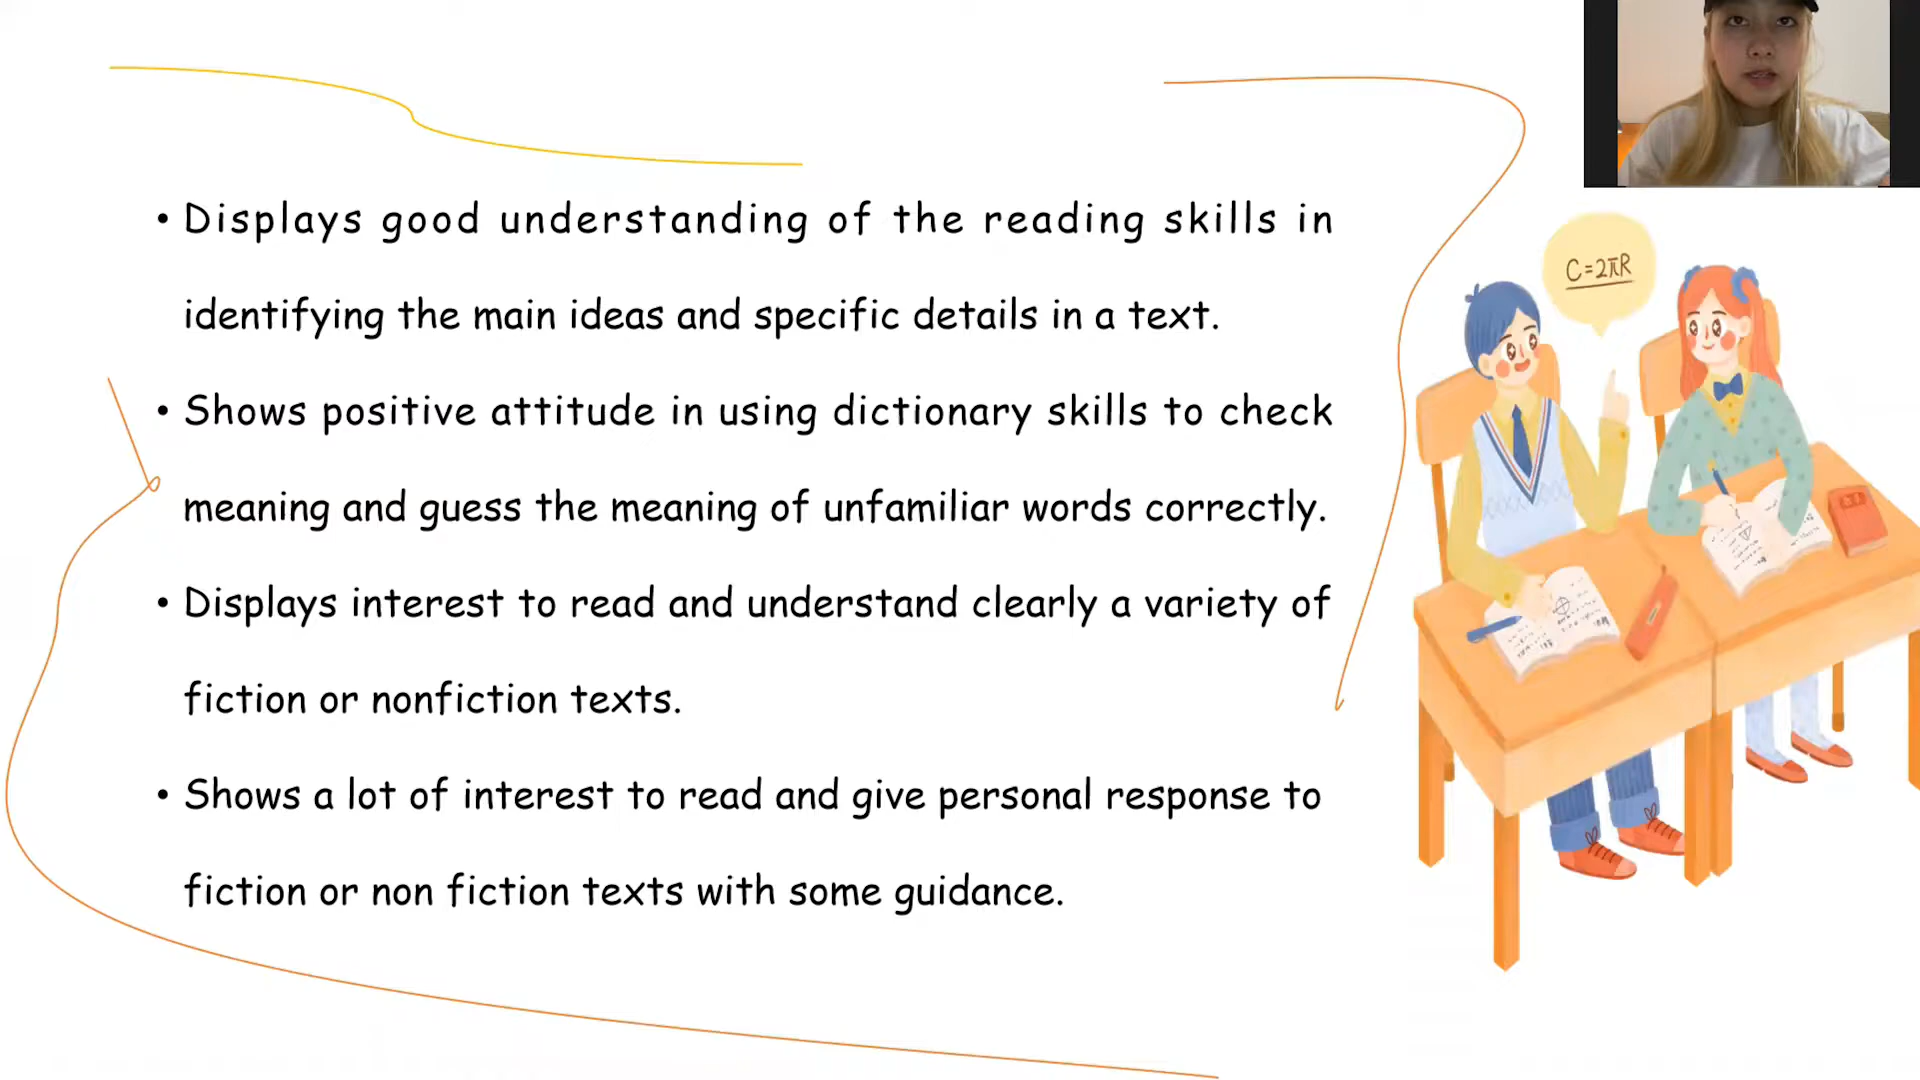 • Displays good understanding of the reading skills in
identifying the main ideas and specific details in a text.
• Shows positive attitude in using dictionary skills to check
meaning and guess the meaning of unfamiliar words correctly.
• Displays interest to read and understand clearly a variety of
fiction or nonfiction texts.
• Shows a lot of interest to read and give personal response to
fiction or non fiction texts with some guidance.
C=2πR